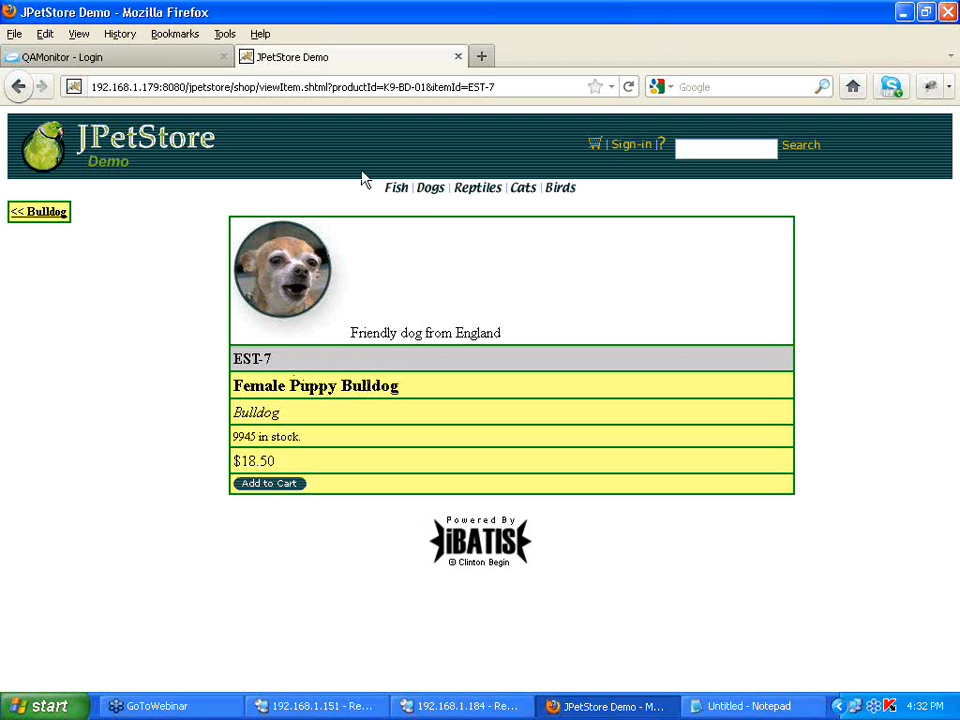 JPetStore Demo - Mozilla Firefox
File Edit View History Bookmarks Tools Help
QAMonitor - Login
JPetStore Demo
192.168.1.179:8080/jpetstore/shop/viewItem.shtml?productId=K9-BD-01&itemId=EST-7
Google
JPetStore
Demo
| Sign-in | ?
Search
Fish | Dogs | Reptiles | Cats | Birds
<< Bulldog
Friendly dog from England
EST-7
Female Puppy Bulldog
Bulldog
9945 in stock.
$18.50
Add to Cart
Powered By
iBATIS
© Clinton Begin
start
GoToWebinar
192.168.1.151 - Re...
192.168.1.184 - Re...
JPetStore Demo - M...
Untitled - Notepad
4:32 PM